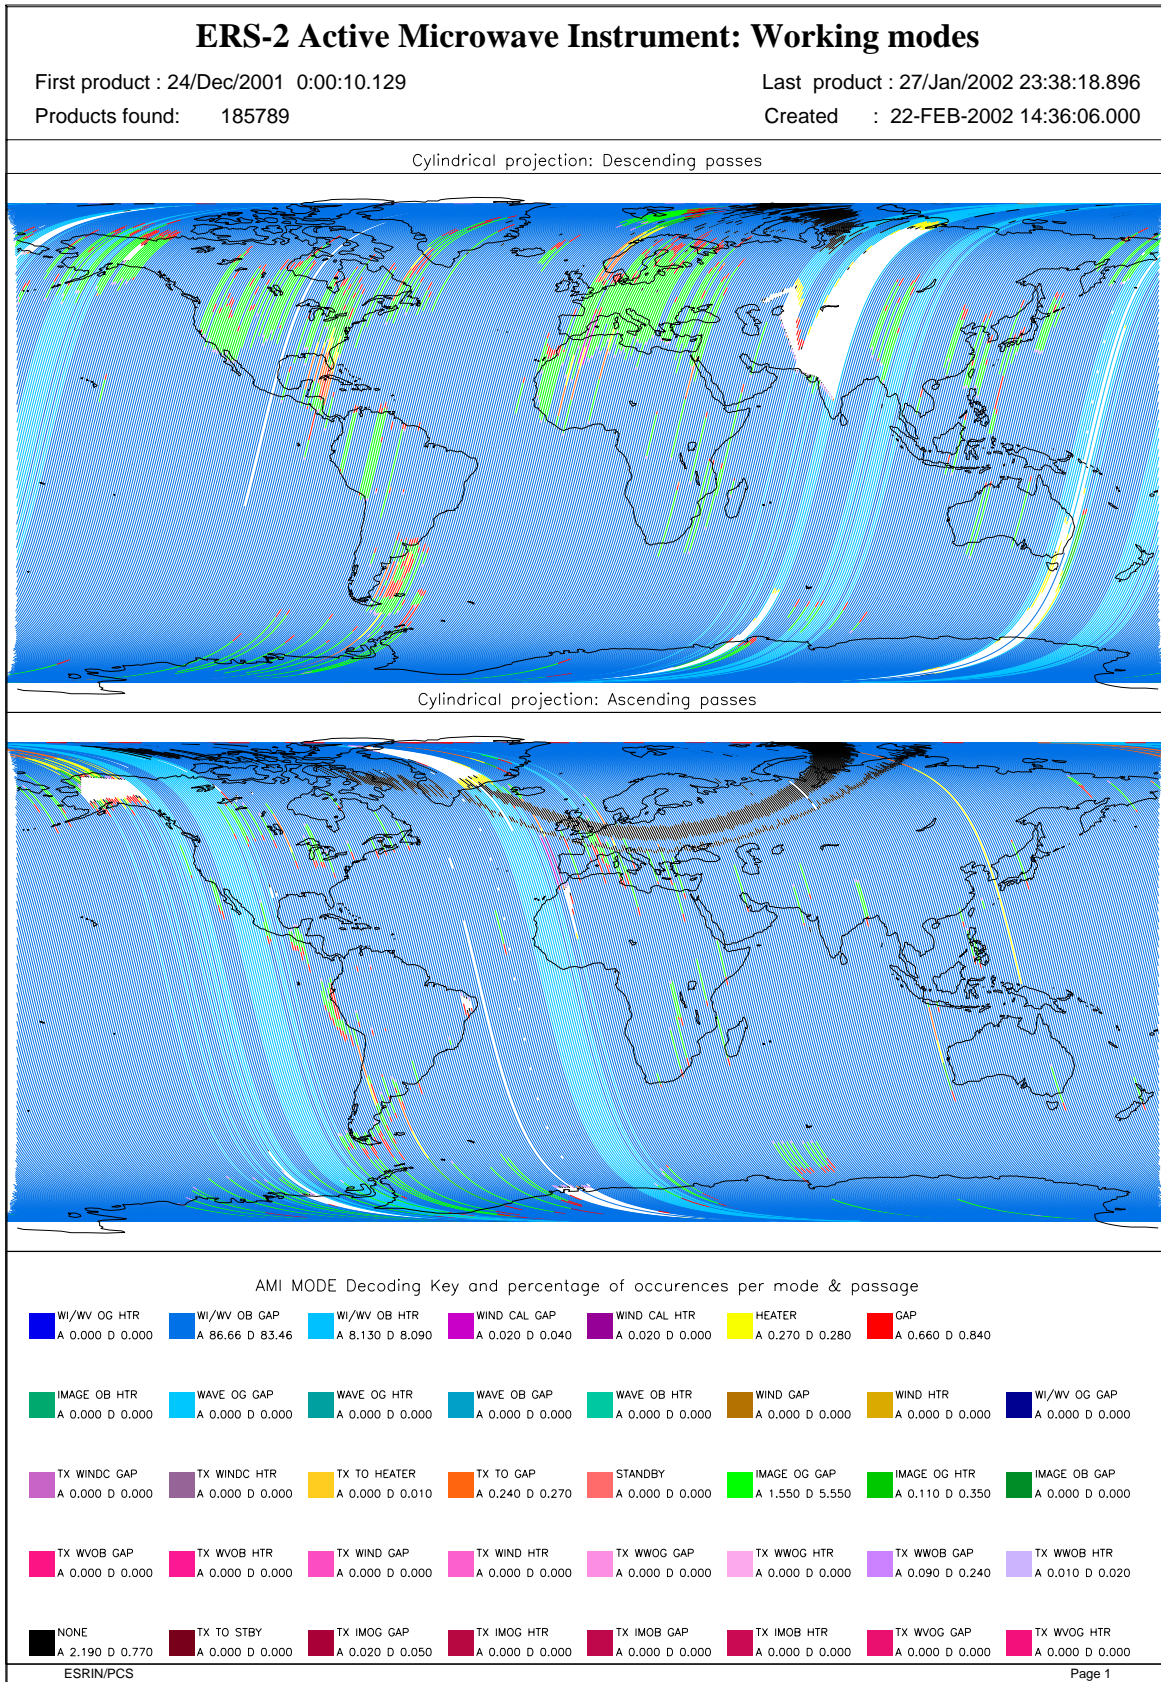 ERS-2 Active Microwave Instrument: Working modes
First product : 24/Dec/2001 0:00:10.129
Last product : 27/Jan/2002 23:38:18.896
Products found: 185789
Created : 22-FEB-2002 14:36:06.000
Cylindrical projection: Descending passes
Cylindrical projection: Ascending passes
AMI MODE Decoding Key and percentage of occurences per mode & passage
WI/WV OG HTR
A 0.000 D 0.000
WI/WV OB GAP
A 86.66 D 83.46
WI/WV OB HTR
A 8.130 D 8.090
WIND CAL GAP
A 0.020 D 0.040
WIND CAL HTR
A 0.020 D 0.000
HEATER
A 0.270 D 0.280
GAP
A 0.660 D 0.840
IMAGE OB HTR
A 0.000 D 0.000
WAVE OG GAP
A 0.000 D 0.000
WAVE OG HTR
A 0.000 D 0.000
WAVE OB GAP
A 0.000 D 0.000
WAVE OB HTR
A 0.000 D 0.000
WIND GAP
A 0.000 D 0.000
WIND HTR
A 0.000 D 0.000
WI/WV OG GAP
A 0.000 D 0.000
TX WINDC GAP
A 0.000 D 0.000
TX WINDC HTR
A 0.000 D 0.000
TX TO HEATER
A 0.000 D 0.010
TX TO GAP
A 0.240 D 0.270
STANDBY
A 0.000 D 0.000
IMAGE OG GAP
A 1.550 D 5.550
IMAGE OG HTR
A 0.110 D 0.350
IMAGE OB GAP
A 0.000 D 0.000
TX WVOB GAP
A 0.000 D 0.000
TX WVOB HTR
A 0.000 D 0.000
TX WIND GAP
A 0.000 D 0.000
TX WIND HTR
A 0.000 D 0.000
TX WWOG GAP
A 0.000 D 0.000
TX WWOG HTR
A 0.000 D 0.000
TX WWOB GAP
A 0.090 D 0.240
TX WWOB HTR
A 0.010 D 0.020
NONE
A 2.190 D 0.770
TX TO STBY
A 0.000 D 0.000
TX IMOG GAP
A 0.020 D 0.050
TX IMOG HTR
A 0.000 D 0.000
TX IMOB GAP
A 0.000 D 0.000
TX IMOB HTR
A 0.000 D 0.000
TX WVOG GAP
A 0.000 D 0.000
TX WVOG HTR
A 0.000 D 0.000
ESRIN/PCS
Page 1